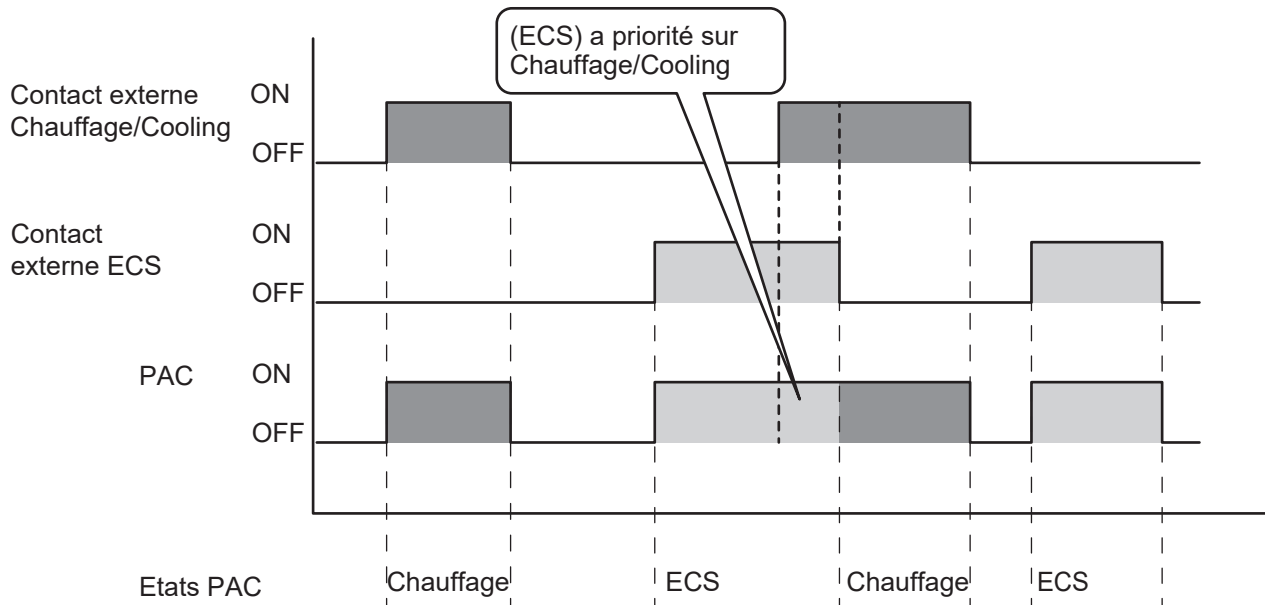 (ECS) a priorité sur
Chauffage/Cooling
Contact externe
Chauffage/Cooling
ON
OFF
Contact
externe ECS
ON
OFF
PAC
ON
OFF
Etats PAC
Chauffage
ECS
Chauffage
ECS